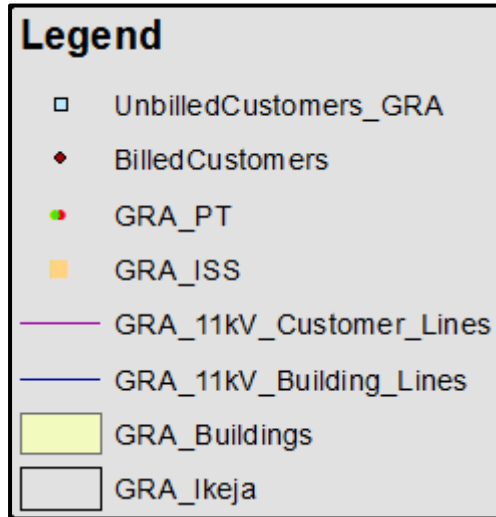 Legend
UnbilledCustomers_GRA
BilledCustomers
GRA_PT
GRA_ISS
GRA_11kV_Customer_Lines
GRA_11kV_Building_Lines
GRA_Buildings
GRA_Ikeja